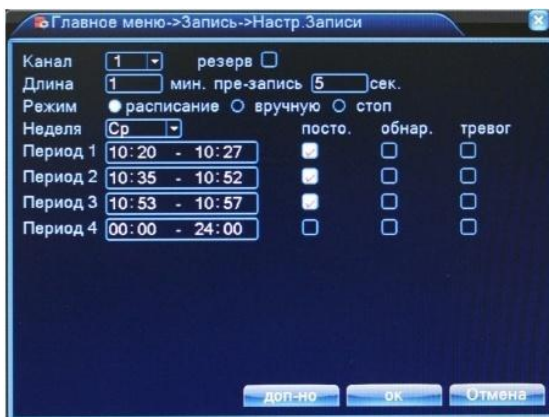 Главное меню->Запись->Настр.Записи
Канал 1 резерв
Длина 1 мин. пре-запись 5 сек.
Режим расписание вручную стоп
Неделя Ср посто. обнар. тревог
Период 1 10:20 - 10:27
Период 2 10:35 - 10:52
Период 3 10:53 - 10:57
Период 4 00:00 - 24:00
доп-но ок Отмена